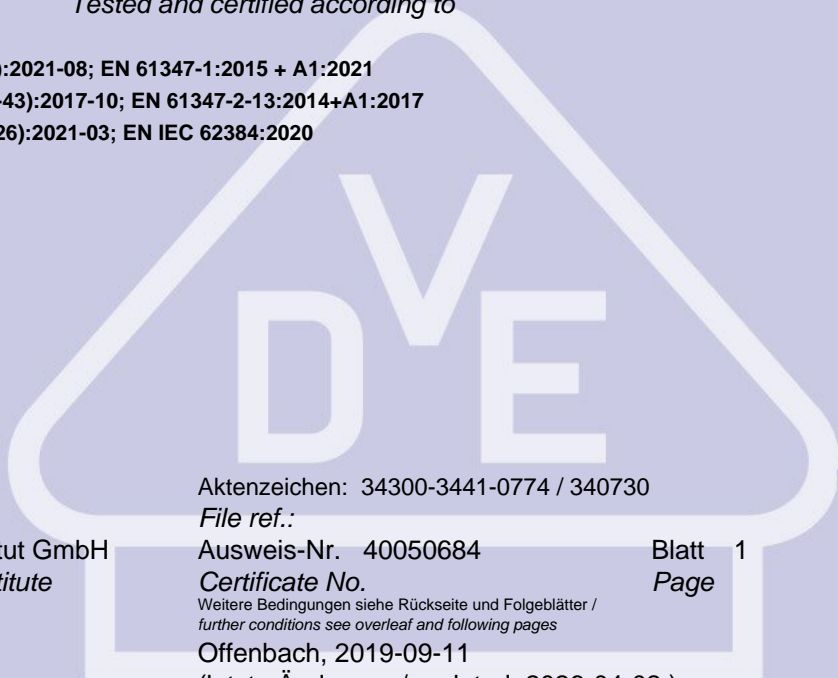 Tested and certified according to
):2021-08; EN 61347-1:2015 + A1:2021
-43):2017-10; EN 61347-2-13:2014+A1:2017
26):2021-03; EN IEC 62384:2020
VDE
Aktenzeichen: 34300-3441-0774 / 340730
File ref.:
tut GmbH Ausweis-Nr. 40050684 Blatt 1
titute Certificate No. Page
Weitere Bedingungen siehe Rückseite und Folgeblätter /
further conditions see overleaf and following pages
Offenbach, 2019-09-11